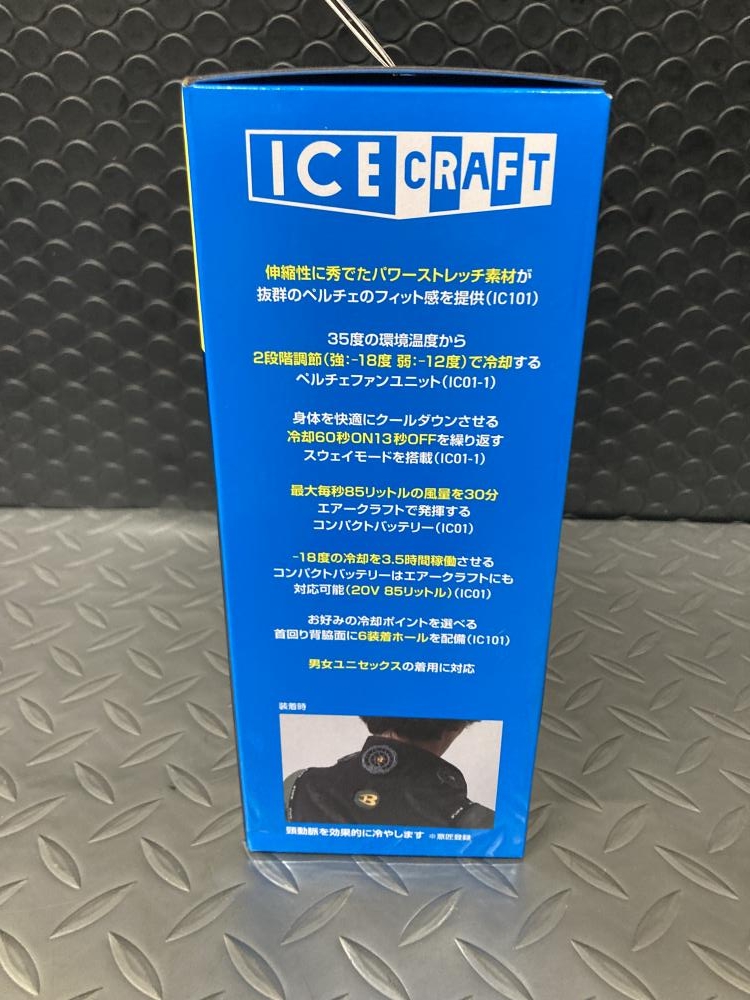 ICE CRAFT
伸縮性に秀でたパワーストレッチ素材が
抜群のペルチェのフィット感を提供(IC101)
35度の環境温度から
2段階調節(強:-18度 弱:-12度)で冷却する
ペルチェファンユニット(IC01-1)
身体を快適にクールダウンさせる
冷却60秒ON13秒OFFを繰り返す
スウェイモードを搭載(IC01-1)
最大毎秒85リットルの風量を30分
エアークラフトで発揮する
コンパクトバッテリー(IC01)
-18度の冷却を3.5時間稼働させる
コンパクトバッテリーはエアークラフトにも
対応可能(20V 85リットル)(IC01)
お好みの冷却ポイントを選べる
首回り背脇面に6装着ホールを配備(IC101)
男女ユニセックスの着用に対応
装着時
B
頸動脈を効果的に冷やします ※意匠登録